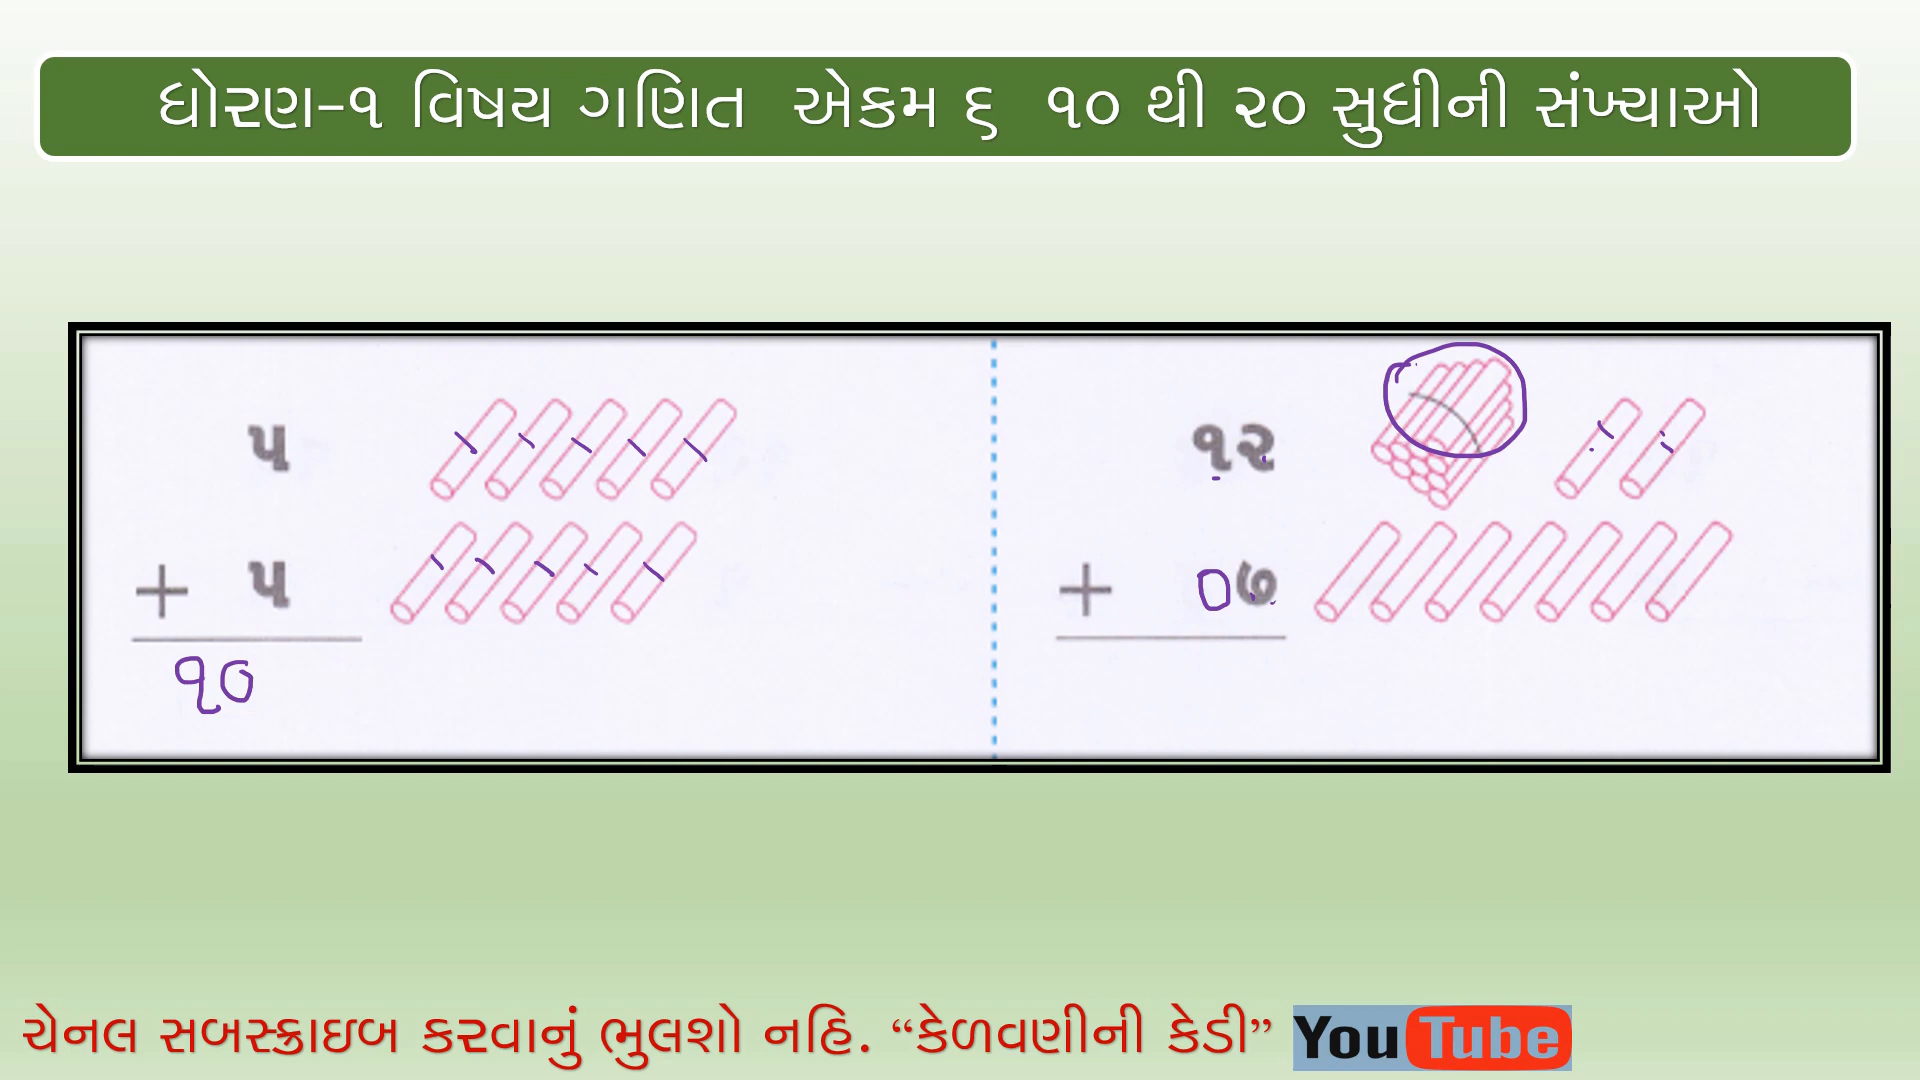 ધોરણ-૧ વિષય ગણિત એકમ ૬ ૧૦ થી ૨૦ સુધીની સંખ્યાઓ
૫
+ ૫
૧૦
૧૨
+ ૦૭
ચેનલ સબસ્ક્રાઇબ કરવાનું ભુલશો નહિ. “કેળવણીની કેડી” YouTube